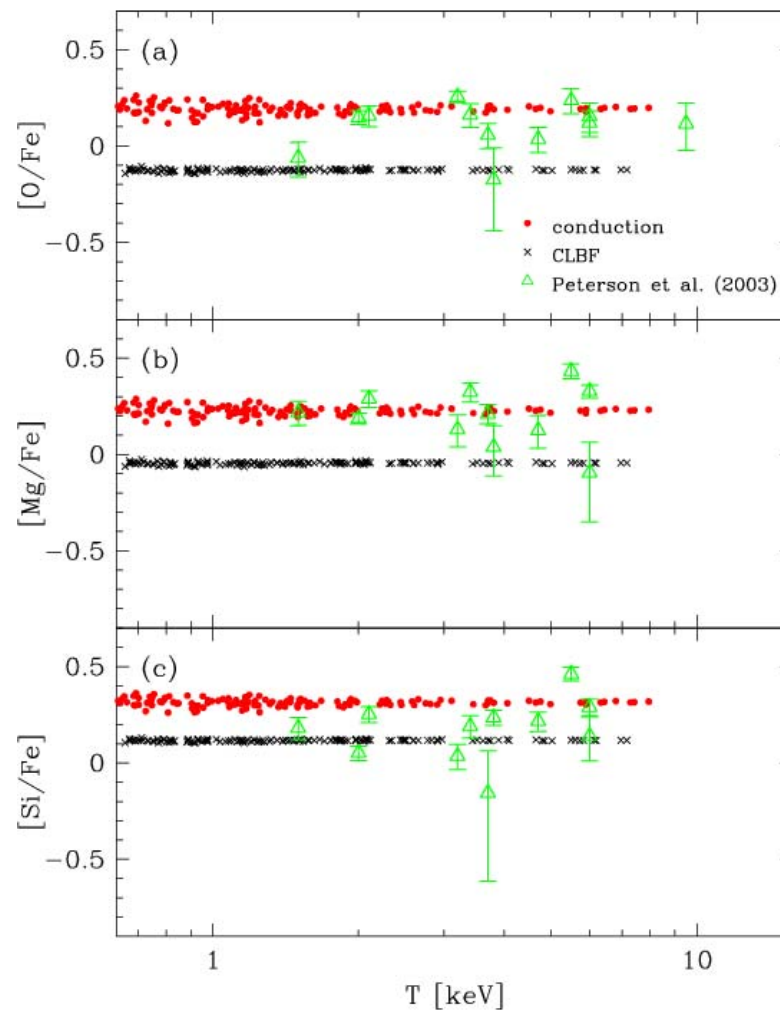 0.5
(a)
0
[O/Fe]
−0.5
conduction
CLBF
Peterson et al. (2003)
0.5
(b)
0
[Mg/Fe]
−0.5
0.5
(c)
0
[Si/Fe]
−0.5
1
10
T [keV]